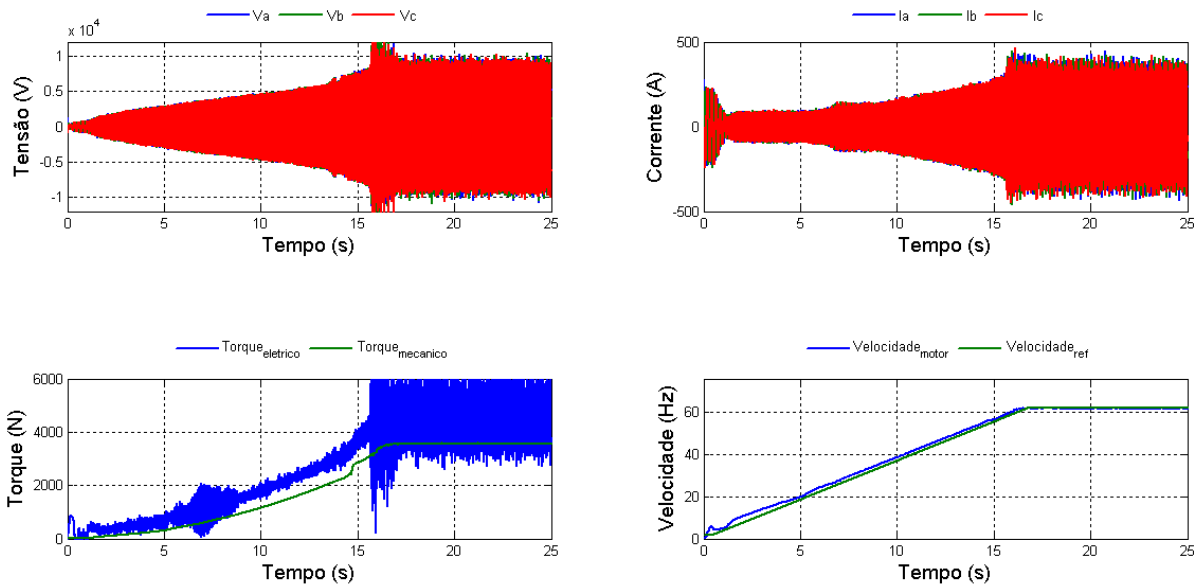 Va Vb Vc
x 10⁴
1
0.5
0
-0.5
-1
Tensão (V)
0 5 10 15 20 25
Tempo (s)
Ia Ib Ic
500
0
-500
Corrente (A)
0 5 10 15 20 25
Tempo (s)
Torque_eletrico Torque_mecanico
6000
4000
2000
0
Torque (N)
0 5 10 15 20 25
Tempo (s)
Velocidade_motor Velocidade_ref
60
40
20
0
Velocidade (Hz)
0 5 10 15 20 25
Tempo (s)